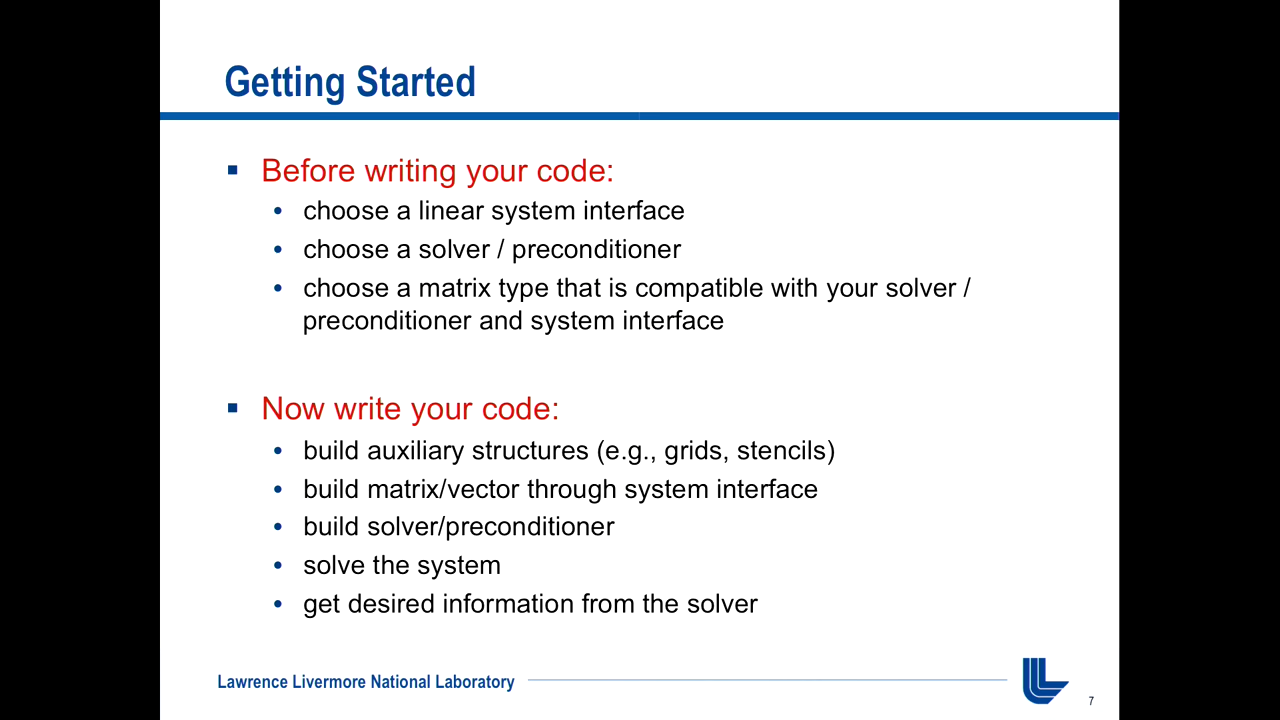 Getting Started
Before writing your code:
choose a linear system interface
choose a solver / preconditioner
choose a matrix type that is compatible with your solver /
preconditioner and system interface
Now write your code:
build auxiliary structures (e.g., grids, stencils)
build matrix/vector through system interface
build solver/preconditioner
solve the system
get desired information from the solver
Lawrence Livermore National Laboratory
7